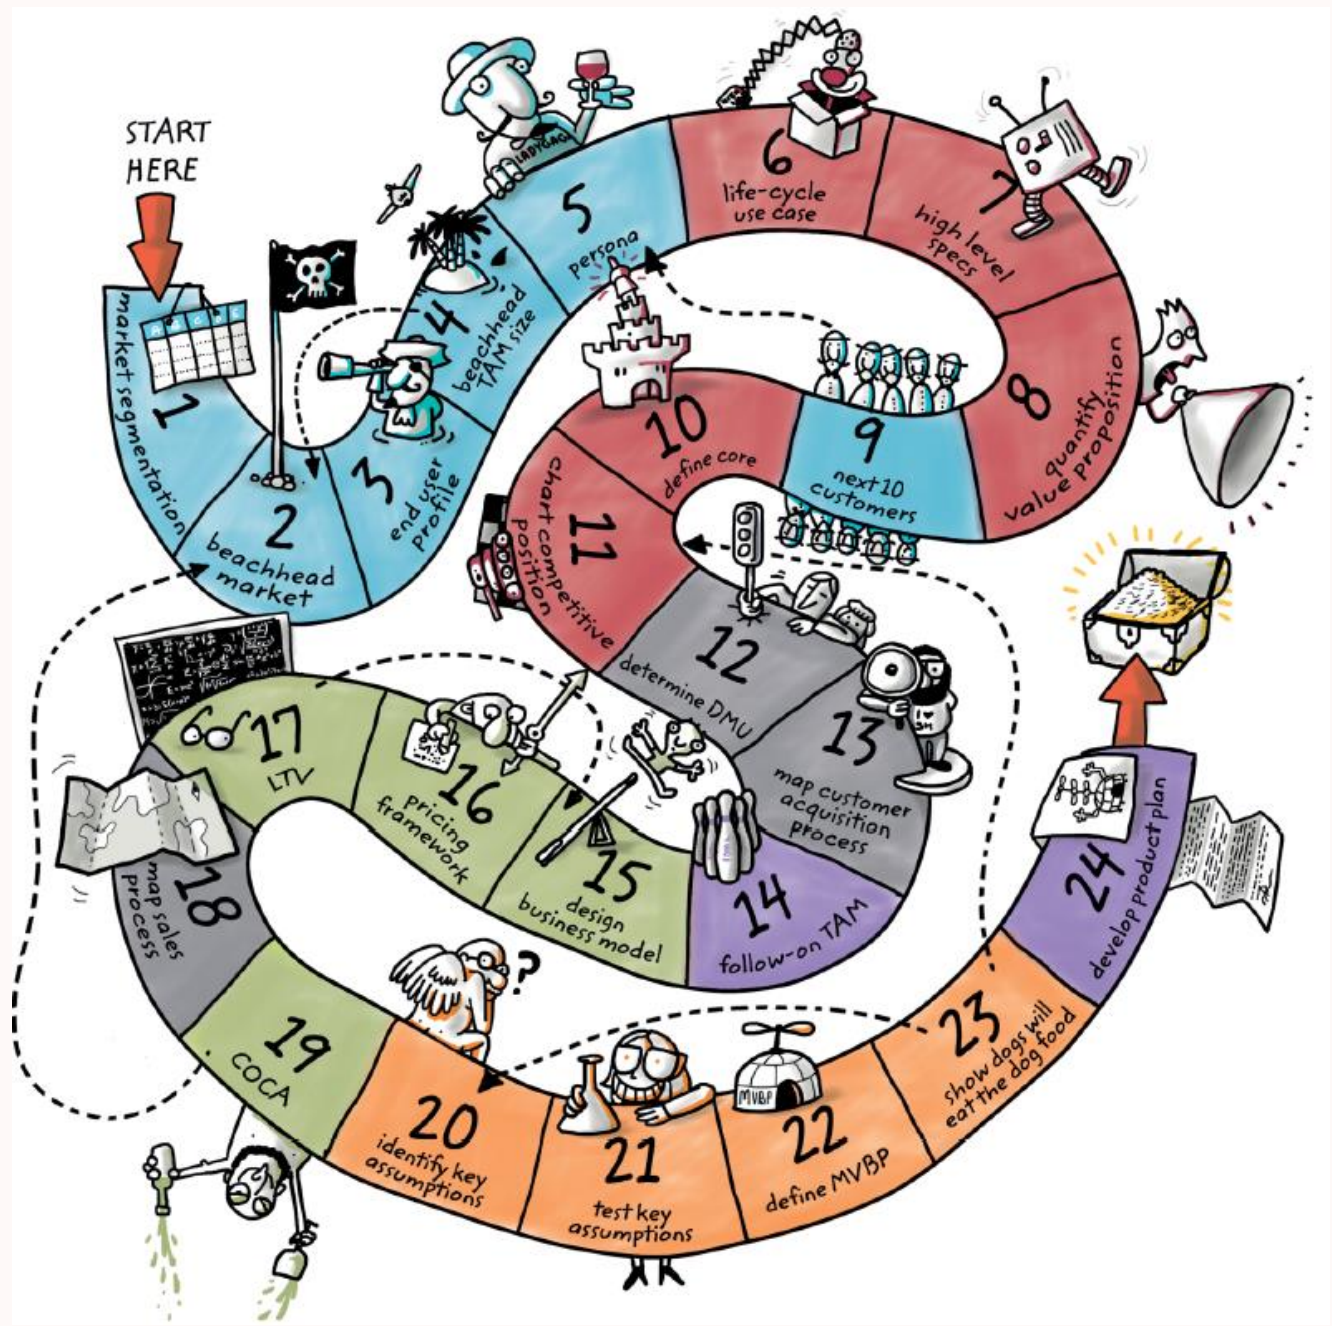 START
HERE
1
market segmentation
A B C D E
2
beachhead
market
3
end user
profile
4
beachhead
TAM size
LADYGAGA
5
persona
6
life-cycle
use case
7
high level
specs
8
quantify
value proposition
9
next 10
customers
10
define core
11
chart competitive
position
12
determine DMU
13
map customer
acquisition
process
I ♥
SH
14
follow-on TAM
15
design
business model
16
pricing
framework
17
LTV
18
map sales
process
19
COCA
?
20
identify key
assumptions
21
test key
assumptions
MVBP
22
define MVBP
23
show dogs will
eat the dog food
24
develop product plan